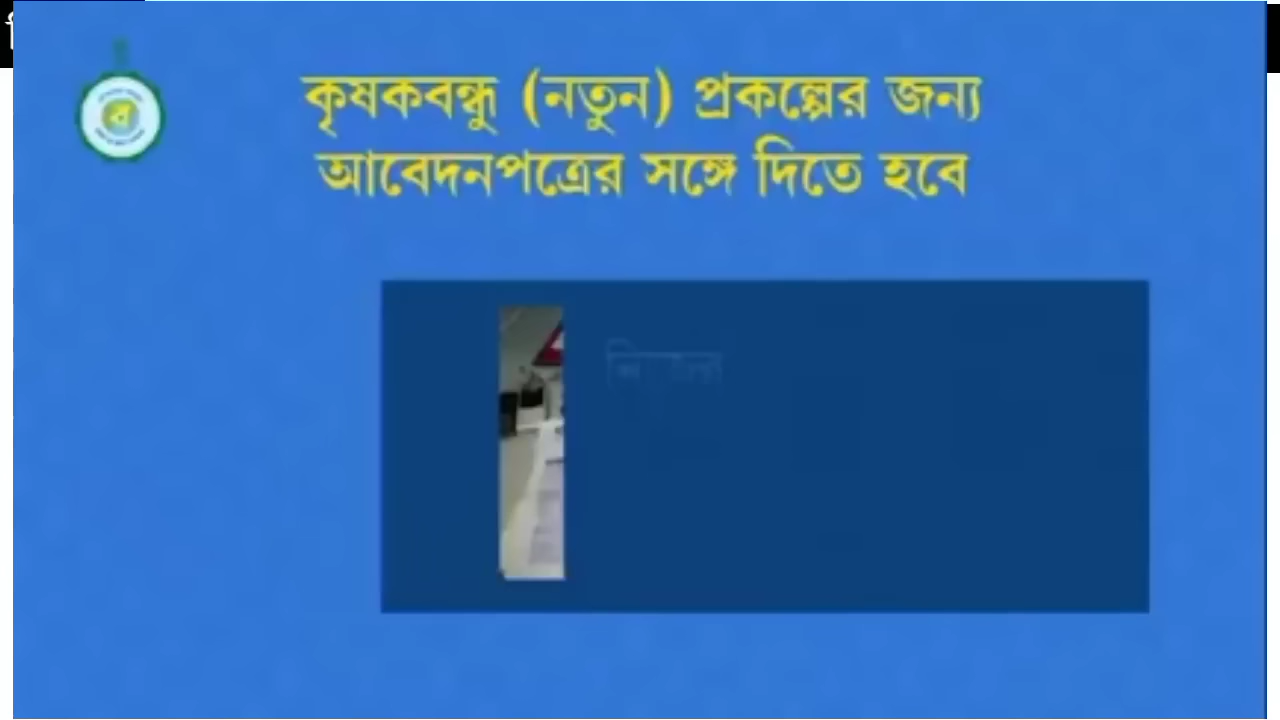 কৃষকবন্ধু (নতুন) প্রকল্পের জন্য
আবেদনপত্রের সঙ্গে দিতে হবে